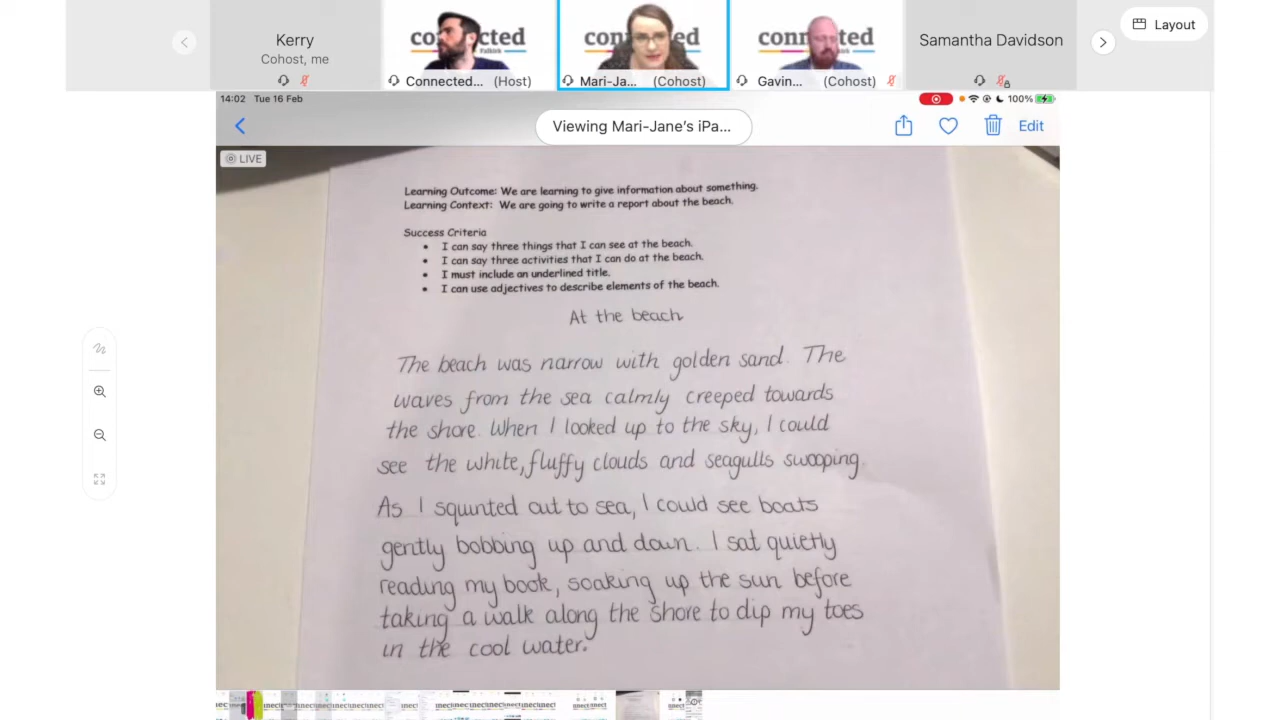 Kerry
Cohost, me
connected
Falkirk
Connected... (Host)
Mari-Ja... (Cohost)
Gavin... (Cohost)
Samantha Davidson
Layout
14:02 Tue 16 Feb
100%
Viewing Mari-Jane's iPa...
Edit
LIVE
Learning Outcome: We are learning to give information about something.
Learning Context: We are going to write a report about the beach.
Success Criteria
• I can say three things that I can see at the beach.
• I can say three activities that I can do at the beach.
• I must include an underlined title.
• I can use adjectives to describe elements of the beach.
At the beach
The beach was narrow with golden sand. The
waves from the sea calmly creeped towards
the shore. When I looked up to the sky, I could
see the white, fluffy clouds and seagulls swooping.
As I squinted out to sea, I could see boats
gently bobbing up and down. I sat quietly
reading my book, soaking up the sun before
taking a walk along the shore to dip my toes
in the cool water.